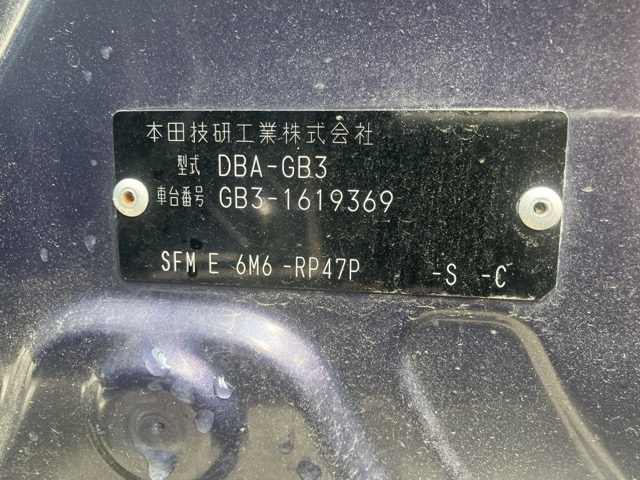 本田技研工業株式会社
型式 DBA-GB3
車台番号 GB3-1619369
SFM E 6M6 -RP47P -S -C